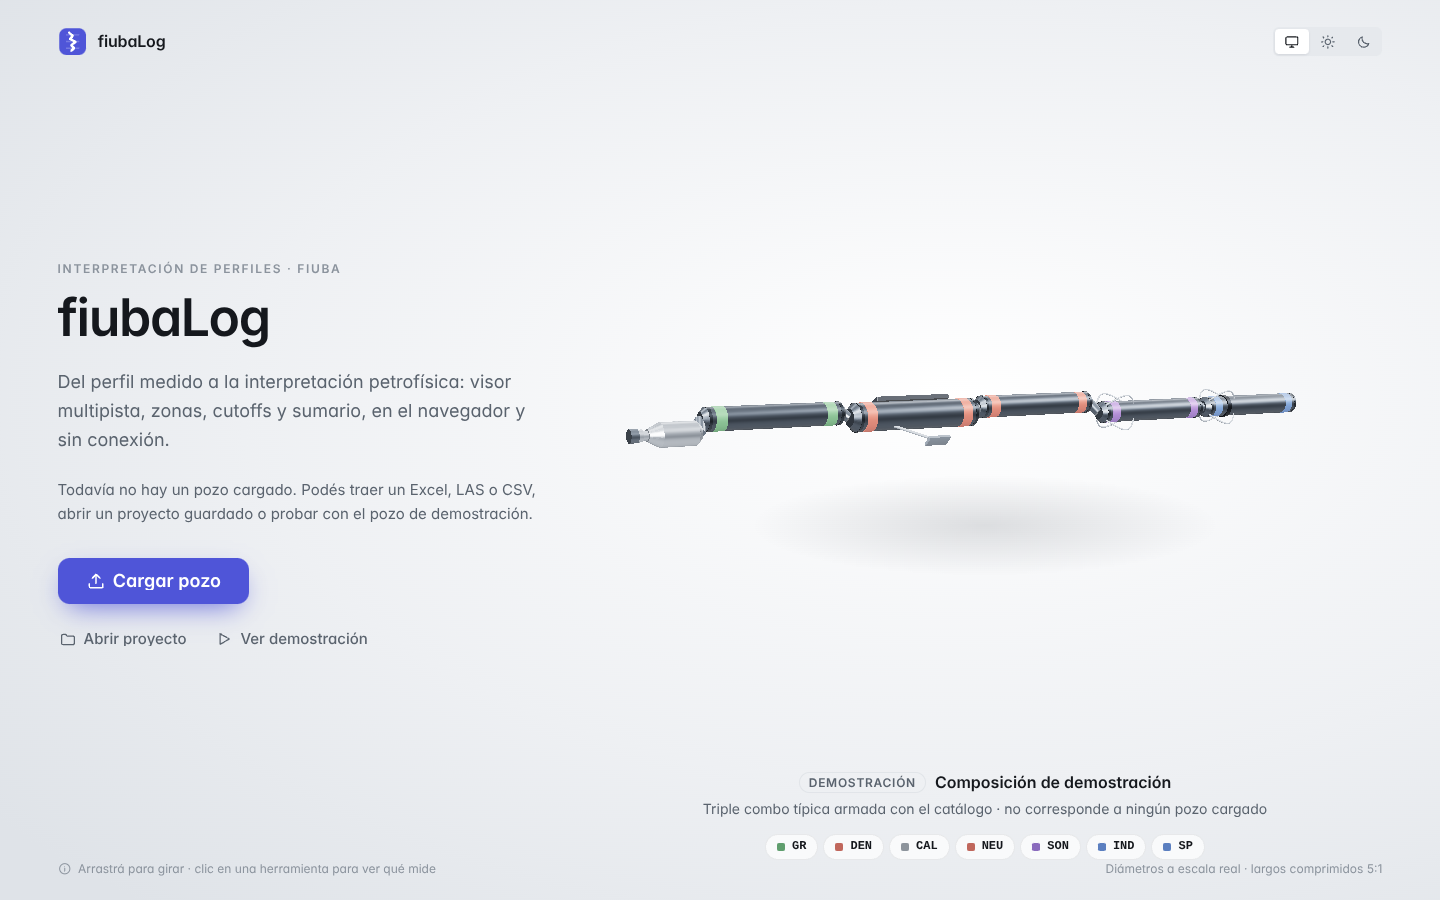 fiubaLog
INTERPRETACIÓN DE PERFILES · FIUBA
fiubaLog
Del perfil medido a la interpretación petrofísica: visor
multipista, zonas, cutoffs y sumario, en el navegador y
sin conexión.
Todavía no hay un pozo cargado. Podés traer un Excel, LAS o CSV,
abrir un proyecto guardado o probar con el pozo de demostración.
Cargar pozo
Abrir proyecto Ver demostración
DEMOSTRACIÓN Composición de demostración
Triple combo típica armada con el catálogo · no corresponde a ningún pozo cargado
GR DEN CAL NEU SON IND SP
Arrastrá para girar · clic en una herramienta para ver qué mide
Diámetros a escala real · largos comprimidos 5:1